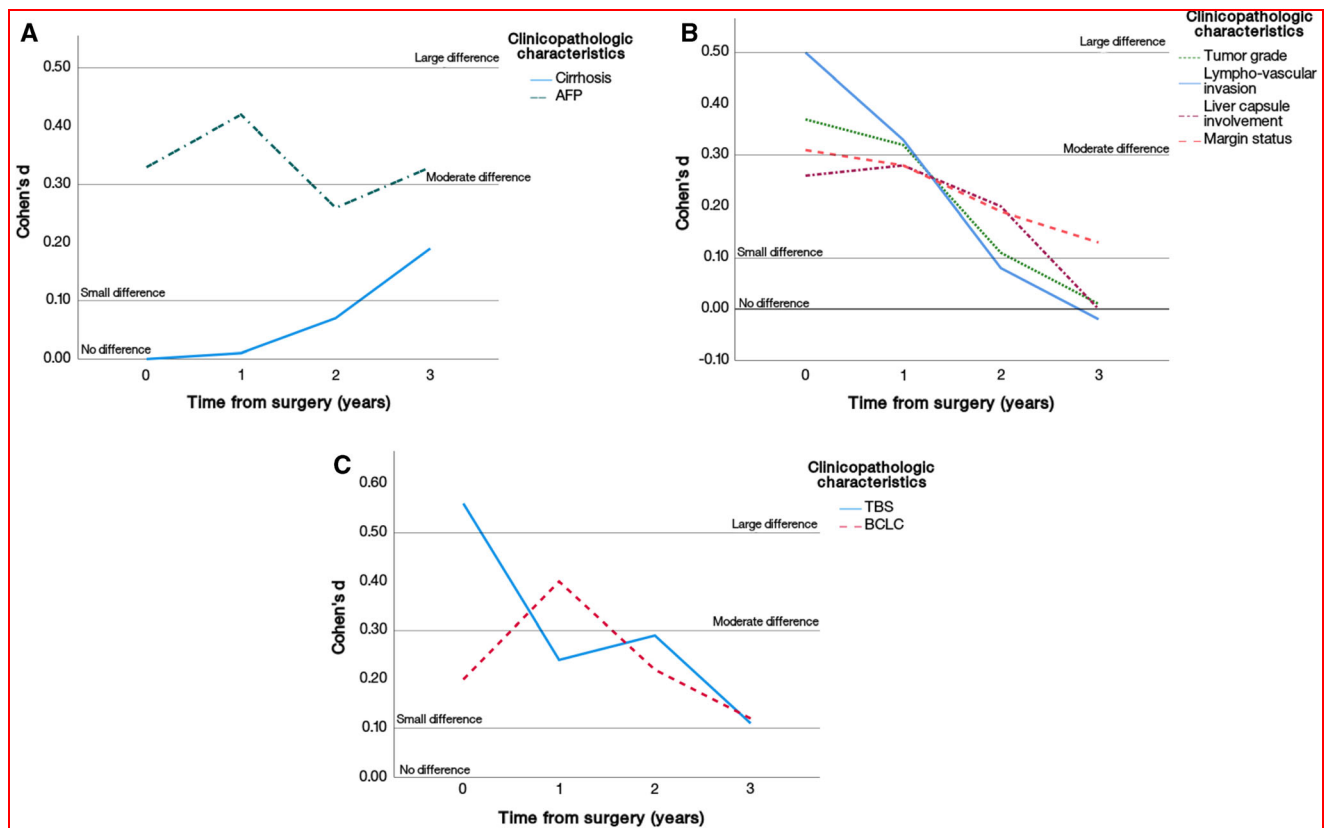 A
Clinicopathologic
characteristics
Cirrhosis
AFP
Cohen's d
0.50
0.40
0.30
0.20
0.10
0.00
Large difference
Moderate difference
Small difference
No difference
0 1 2 3
Time from surgery (years)
B
Clinicopathologic
characteristics
Tumor grade
Lympho-vascular
invasion
Liver capsule
involvement
Margin status
Cohen's d
0.50
0.40
0.30
0.20
0.10
0.00
-0.10
Large difference
Moderate difference
Small difference
No difference
0 1 2 3
Time from surgery (years)
C
Clinicopathologic
characteristics
TBS
BCLC
Cohen's d
0.60
0.50
0.40
0.30
0.20
0.10
0.00
Large difference
Moderate difference
Small difference
No difference
0 1 2 3
Time from surgery (years)